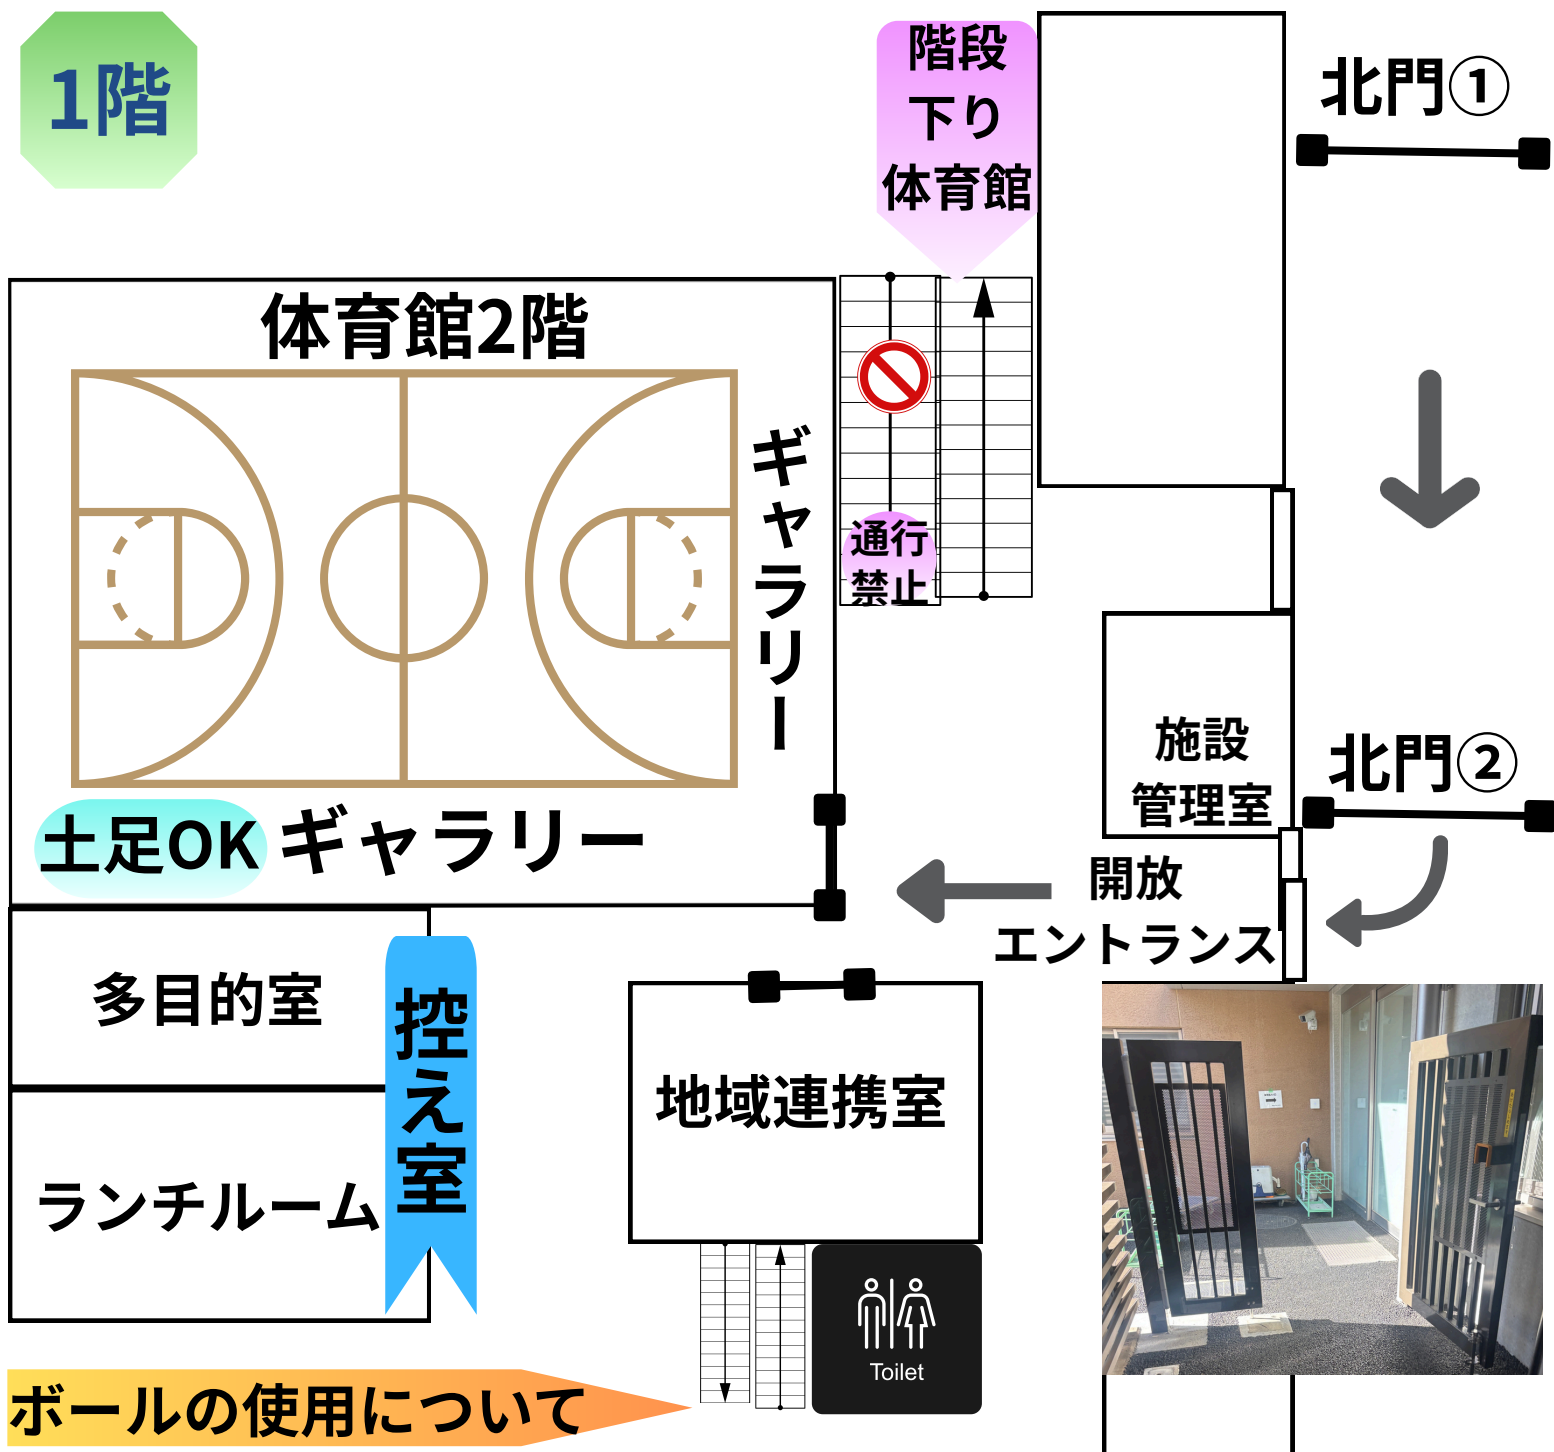 1階
階段
下り
体育館
北門①
体育館2階
ギャラリー
通行
禁止
施設
管理室
北門②
土足OK
ギャラリー
開放
エントランス
多目的室
控え室
地域連携室
ランチルーム
Toilet
ボールの使用について